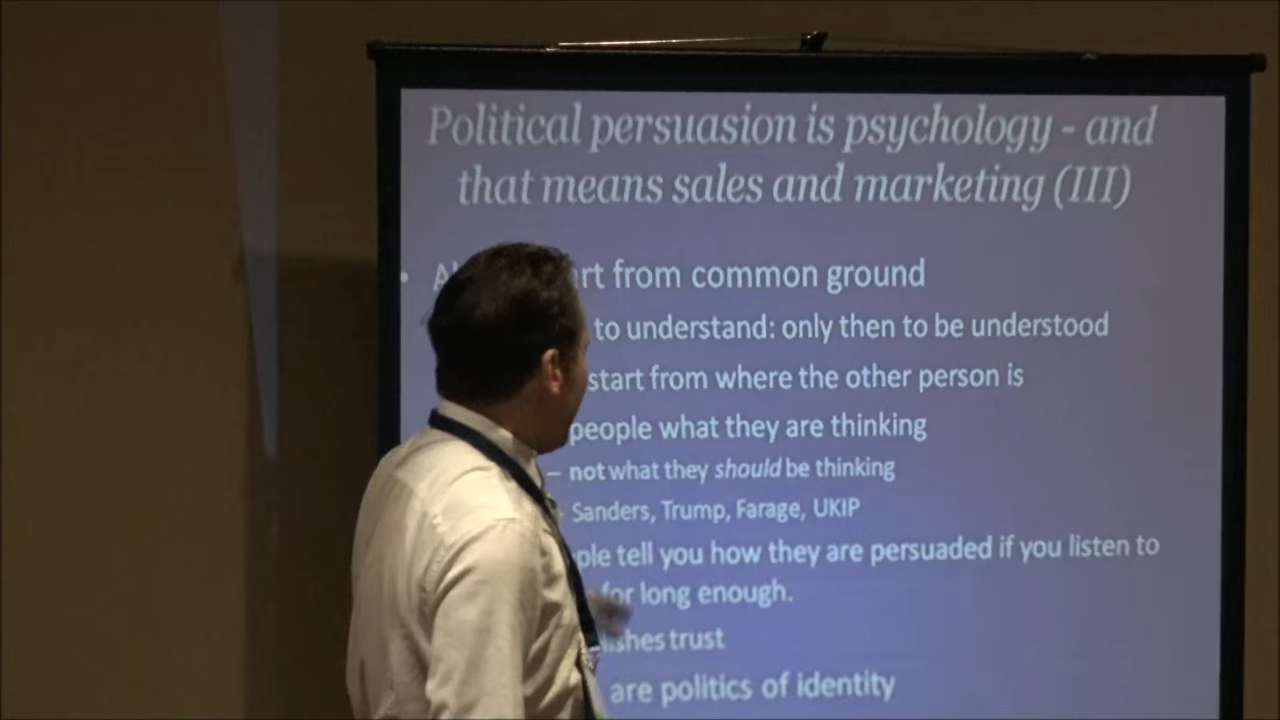 Political persuasion is psychology - and
that means sales and marketing (III)
• from common ground
to understand: only then to be understood
start from where the other person is
people what they are thinking
– not what they should be thinking
- Sanders, Trump, Farage, UKIP
tell you how they are persuaded if you listen to
for long enough.
trust
are politics of identity